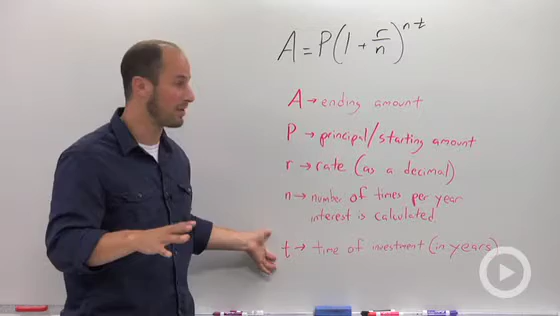 A = P(1 + r/n)^{n t}
A → ending amount
P → principal/starting amount
r → rate (as a decimal)
n → number of times per year
interest is calculated
t → time of investment (in years)